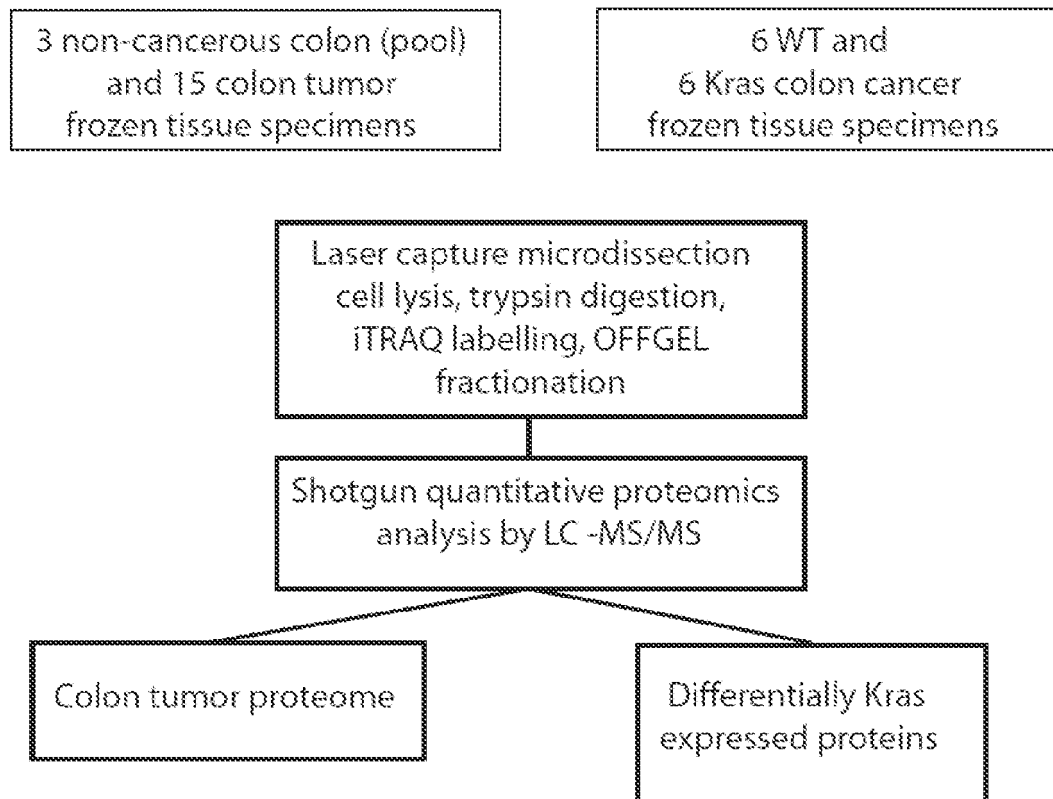 3 non-cancerous colon (pool)
and 15 colon tumor
frozen tissue specimens
6 WT and
6 Kras colon cancer
frozen tissue specimens
Laser capture microdissection
cell lysis, trypsin digestion,
iTRAQ labelling, OFFGEL
fractionation
Shotgun quantitative proteomics
analysis by LC -MS/MS
Colon tumor proteome
Differentially Kras
expressed proteins